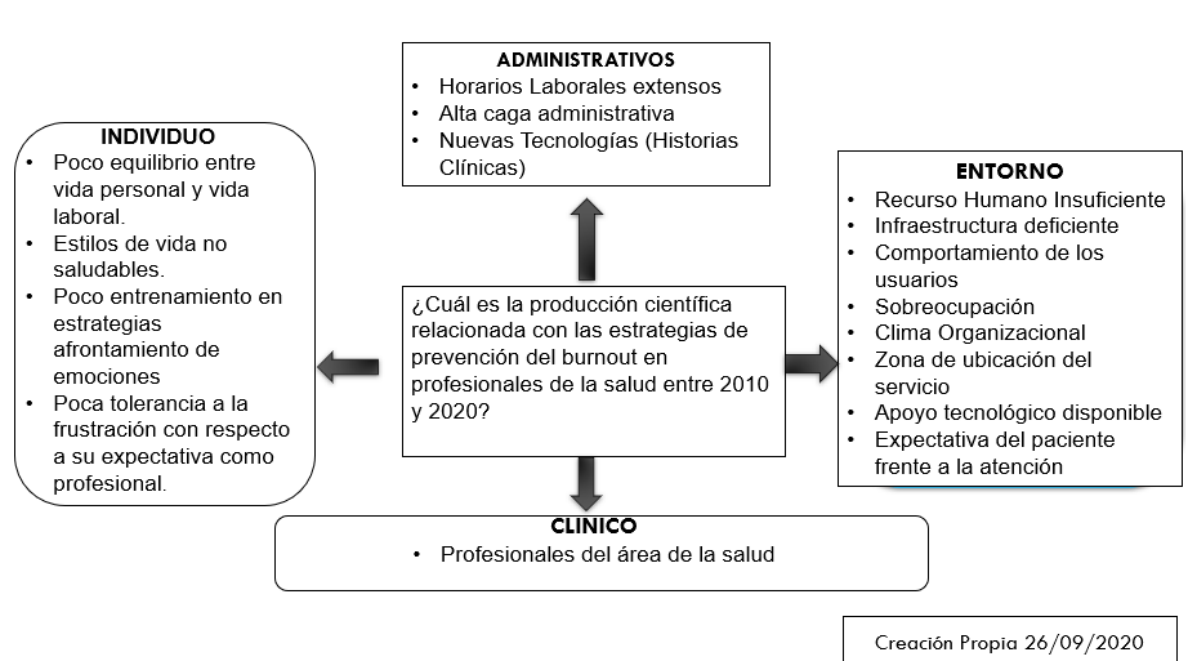 ADMINISTRATIVOS
• Horarios Laborales extensos
• Alta caga administrativa
• Nuevas Tecnologías (Historias
Clínicas)
INDIVIDUO
• Poco equilibrio entre
vida personal y vida
laboral.
• Estilos de vida no
saludables.
• Poco entrenamiento en
estrategias
afrontamiento de
emociones
• Poca tolerancia a la
frustración con respecto
a su expectativa como
profesional.
¿Cuál es la producción científica
relacionada con las estrategias de
prevención del burnout en
profesionales de la salud entre 2010
y 2020?
ENTORNO
• Recurso Humano Insuficiente
• Infraestructura deficiente
• Comportamiento de los
usuarios
• Sobreocupación
• Clima Organizacional
• Zona de ubicación del
servicio
• Apoyo tecnológico disponible
• Expectativa del paciente
frente a la atención
CLINICO
• Profesionales del área de la salud
Creación Propia 26/09/2020